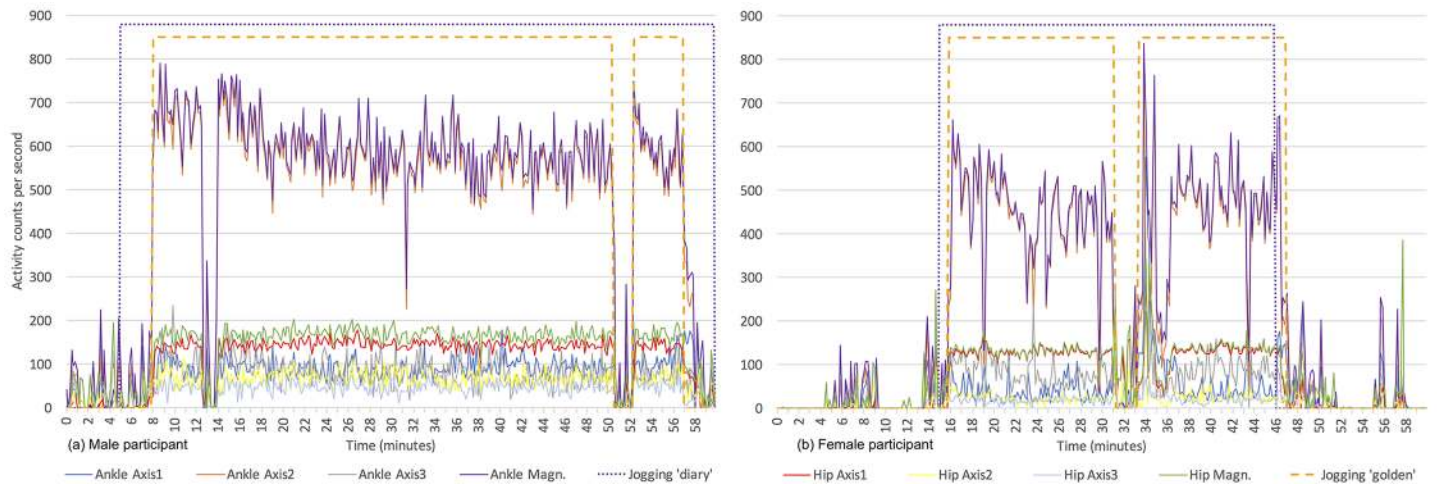 900
800
700
600
500
400
300
200
100
0
Activity counts per second
0 2 4 6 8 10 12 14 16 18 20 22 24 26 28 30 32 34 36 38 40 42 44 46 48 50 52 54 56 58
(a) Male participant
Time (minutes)
900
800
700
600
500
400
300
200
100
0
0 2 4 6 8 10 12 14 16 18 20 22 24 26 28 30 32 34 36 38 40 42 44 46 48 50 52 54 56 58
(b) Female participant
Time (minutes)
Ankle Axis1 Ankle Axis2 Ankle Axis3 Ankle Magn. Jogging 'diary' Hip Axis1 Hip Axis2 Hip Axis3 Hip Magn. Jogging 'golden'